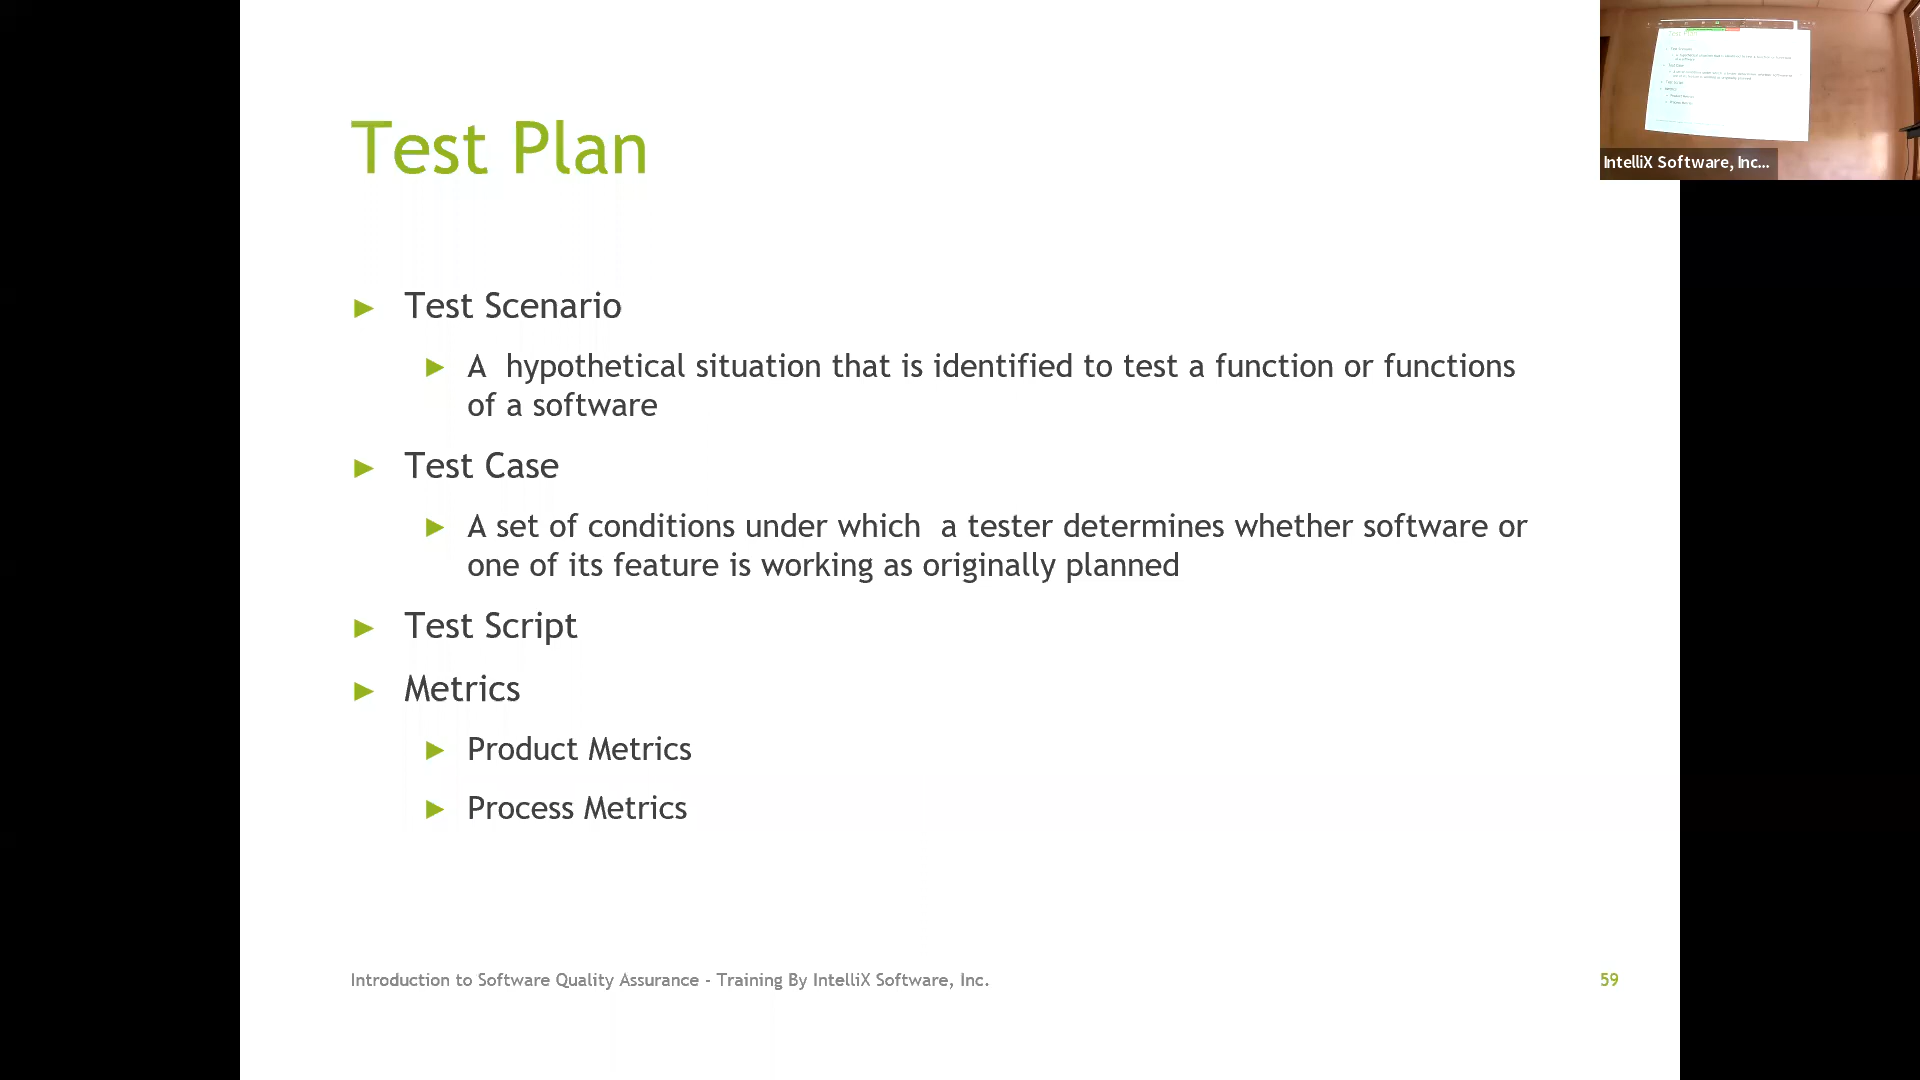 Test Plan
Test Scenario
A hypothetical situation that is identified to test a function or functions
of a software
Test Case
A set of conditions under which a tester determines whether software or
one of its feature is working as originally planned
Test Script
Metrics
Product Metrics
Process Metrics
Introduction to Software Quality Assurance - Training By IntelliX Software, Inc.
59
IntelliX Software, Inc...